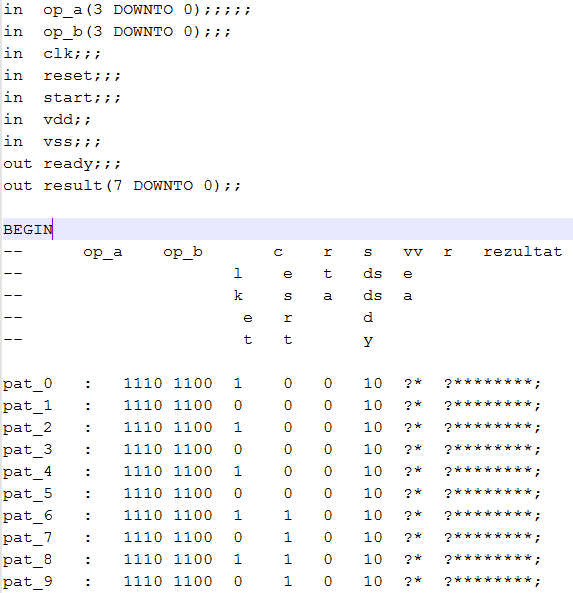 in  op_a(3 DOWNTO 0);;;;;
in  op_b(3 DOWNTO 0);;;
in  clk;;;
in  reset;;;
in  start;;;
in  vdd;;
in  vss;;;
out ready;;;
out result(7 DOWNTO 0);;
BEGIN
--      op_a    op_b       c    r   s   vv  r   rezultat
--                     l    e   t   ds  e
--                     k    s   a   ds  a
--                      e   r       d
--                      t   t       y
pat_0   :   1110 1100  1    0   0   10  ?*  ?********;
pat_1   :   1110 1100  0    0   0   10  ?*  ?********;
pat_2   :   1110 1100  1    0   0   10  ?*  ?********;
pat_3   :   1110 1100  0    0   0   10  ?*  ?********;
pat_4   :   1110 1100  1    0   0   10  ?*  ?********;
pat_5   :   1110 1100  0    0   0   10  ?*  ?********;
pat_6   :   1110 1100  1    1   0   10  ?*  ?********;
pat_7   :   1110 1100  0    1   0   10  ?*  ?********;
pat_8   :   1110 1100  1    1   0   10  ?*  ?********;
pat_9   :   1110 1100  0    1   0   10  ?*  ?********;